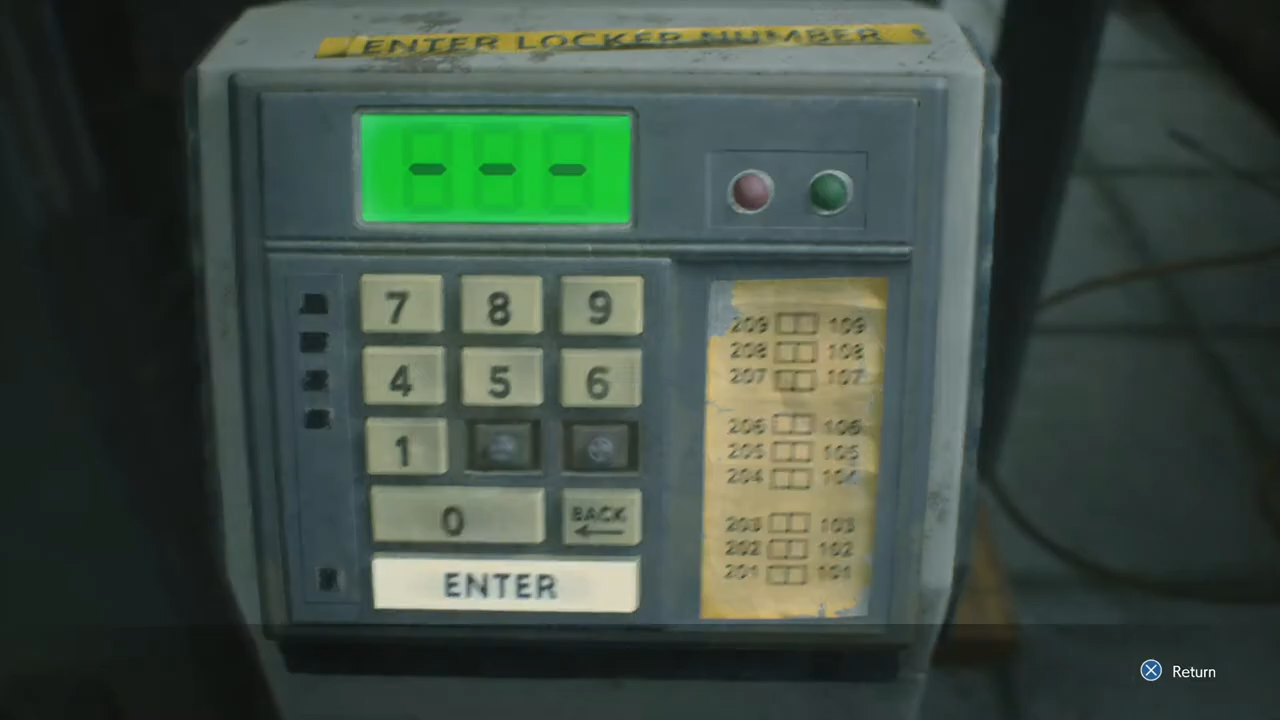 ENTER LOCKER NUMBER
- - -
7 8 9
4 5 6
1
0 BACK
ENTER
209 109
208 108
207 107
206 106
205 105
204 104
203 103
202 102
201 101
Return